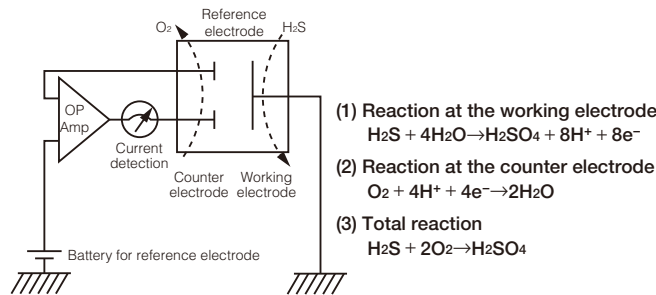 Reference
electrode
O₂
H₂S
OP
Amp
Current
detection
Counter
electrode
Working
electrode
Battery for reference electrode
(1) Reaction at the working electrode
H₂S + 4H₂O→H₂SO₄ + 8H⁺ + 8e⁻
(2) Reaction at the counter electrode
O₂ + 4H⁺ + 4e⁻→2H₂O
(3) Total reaction
H₂S + 2O₂→H₂SO₄